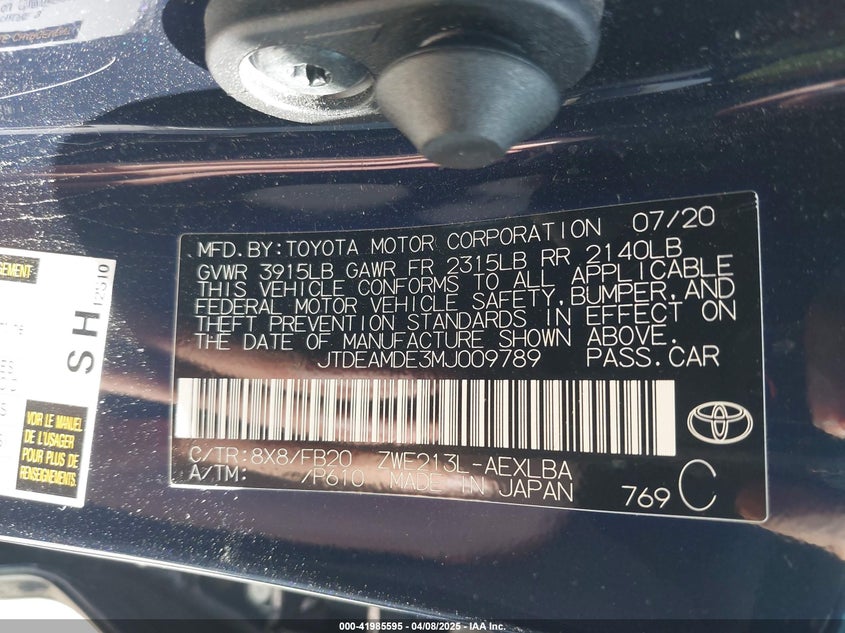 MFD. BY: TOYOTA MOTOR CORPORATION 07/20
GVWR 3915LB GAWR FR 2315LB RR 2140LB
THIS VEHICLE CONFORMS TO ALL APPLICABLE
FEDERAL MOTOR VEHICLE SAFETY, BUMPER, AND
THEFT PREVENTION STANDARDS IN EFFECT ON
THE DATE OF MANUFACTURE SHOWN ABOVE.
JTDEAMDE3MJ009789 PASS.CAR
C/TR: 8X8/FB20 ZWE213L-AEXLBA
A/TM: /P610 MADE IN JAPAN
769 C
SH
12510
VOIR LE MANUEL
DE L'USAGER
POUR PLUS DE
RENSEIGNEMENTS
000-41985595 - 04/08/2025 - IAA Inc.